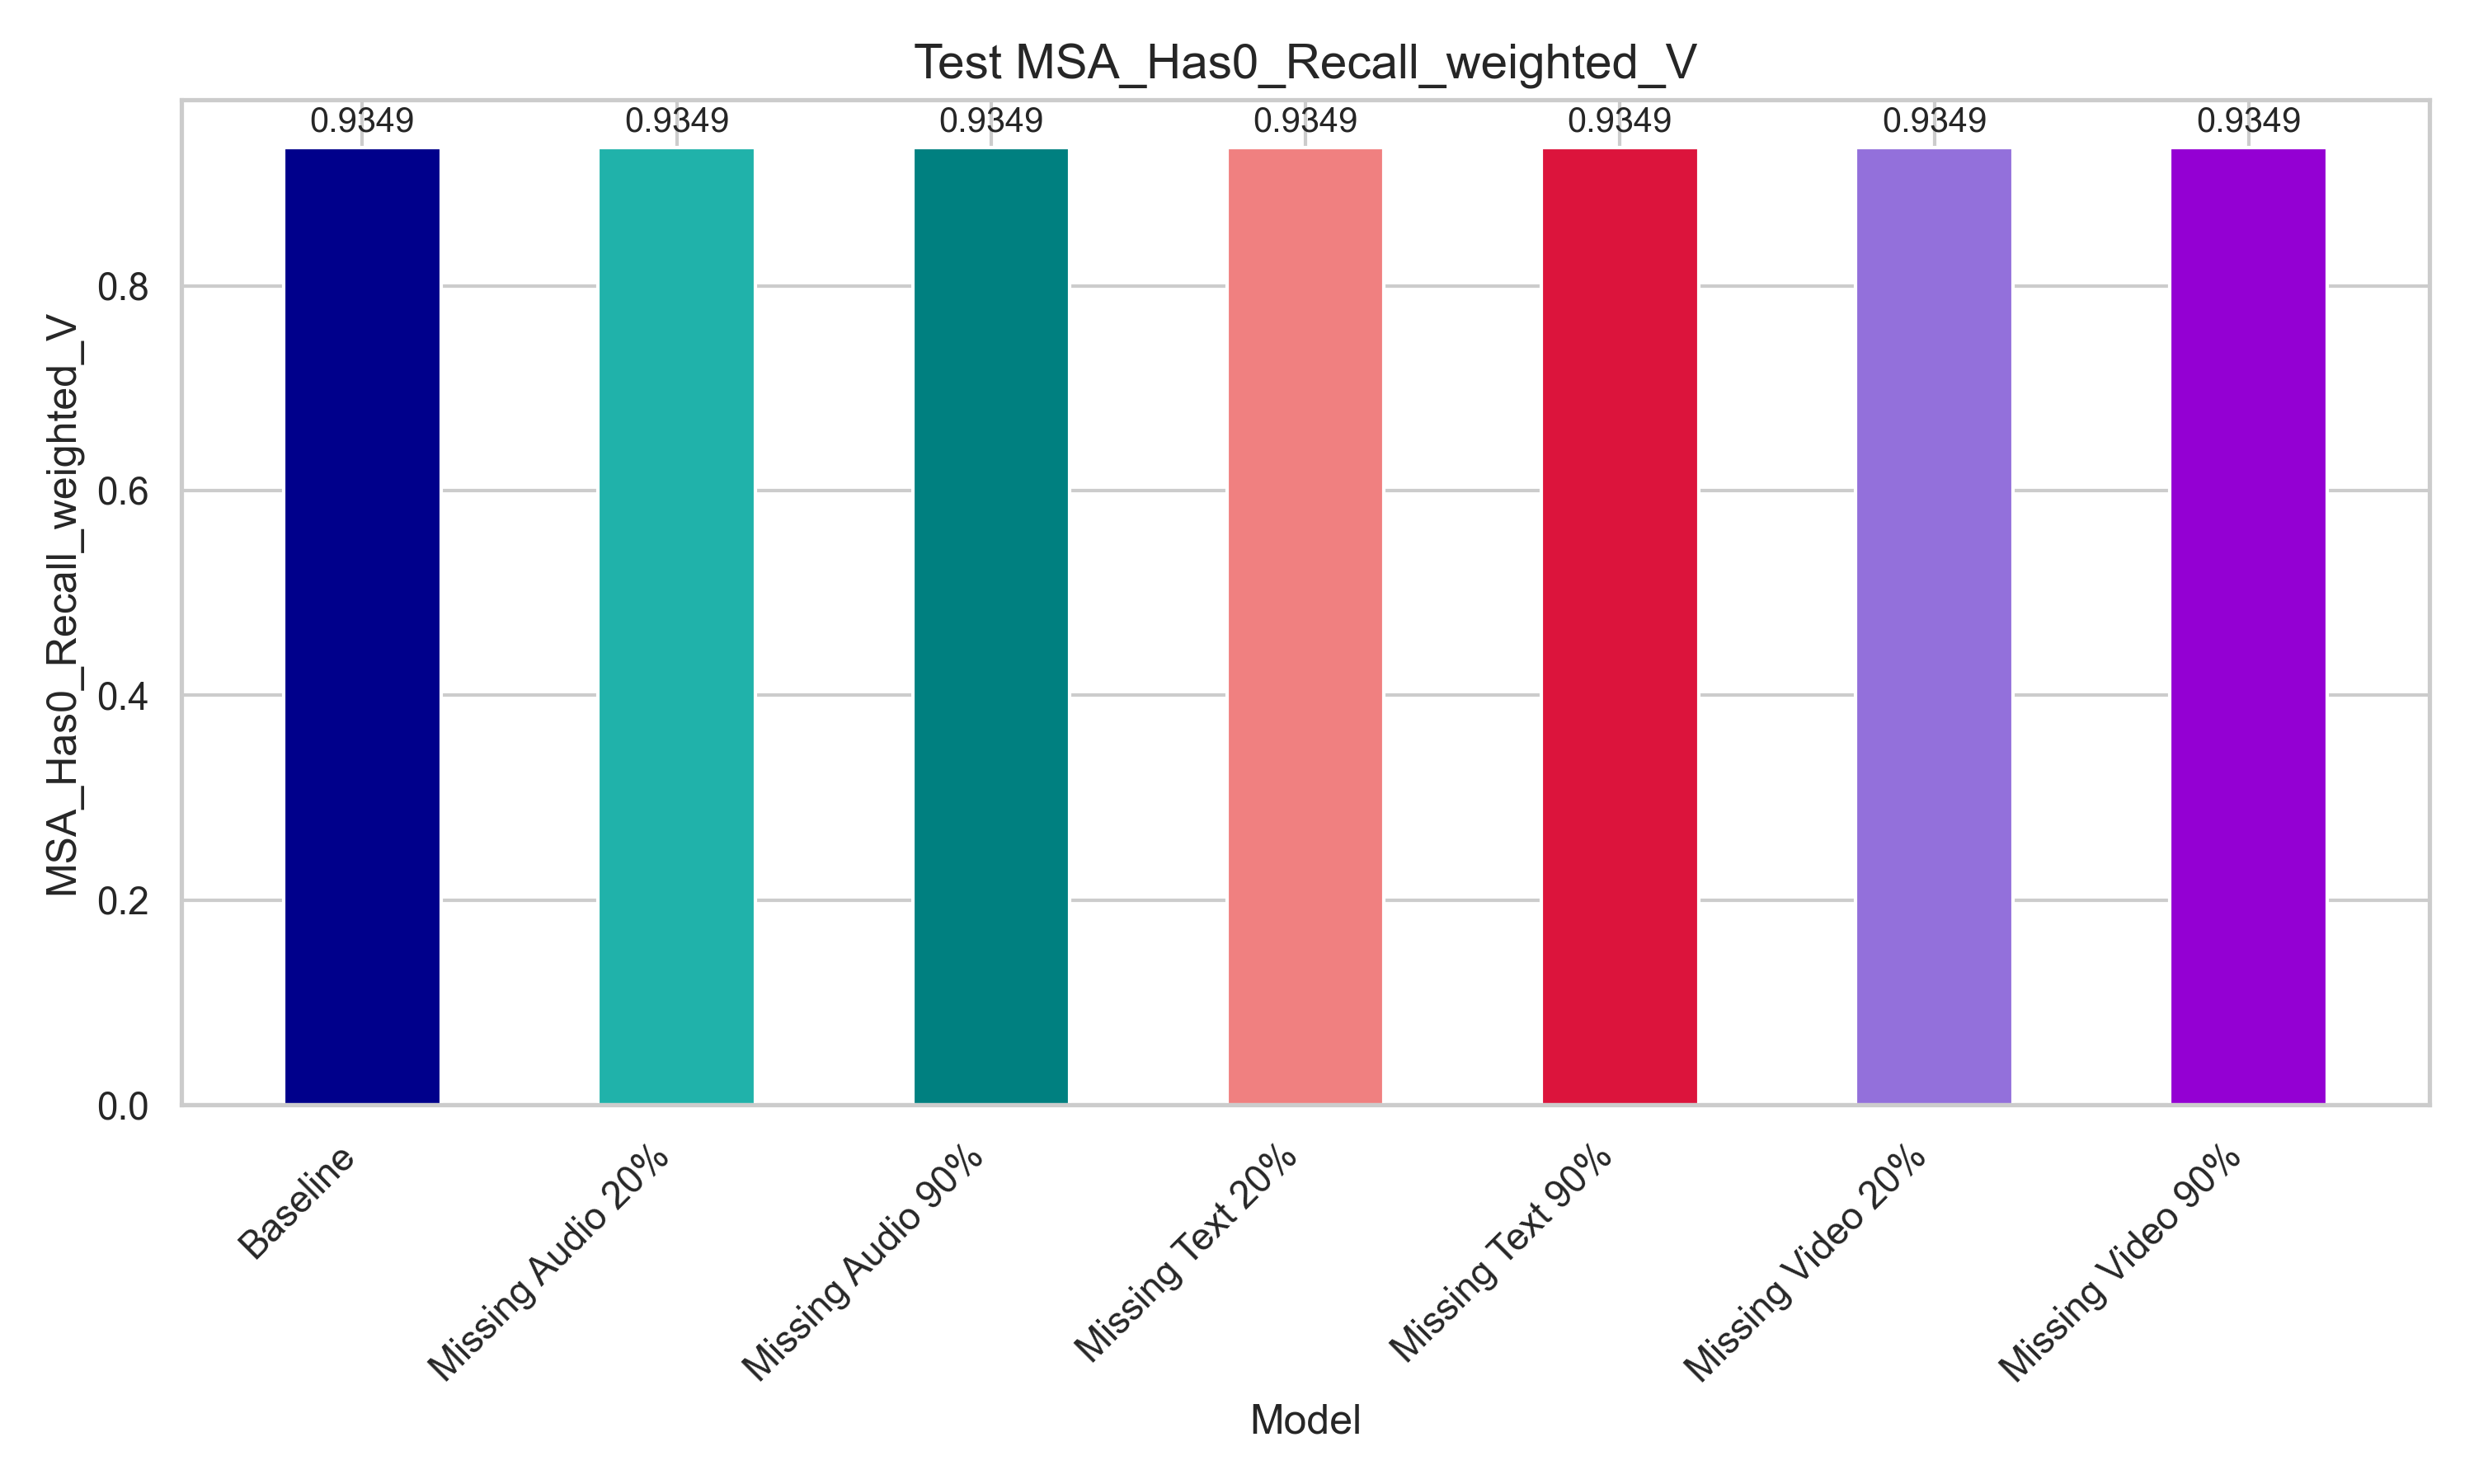 Test MSA_Has0_Recall_weighted_V
0.9349 0.9349 0.9349 0.9349 0.9349 0.9349 0.9349
MSA_Has0_Recall_weighted_V
0.8
0.6
0.4
0.2
0.0
Baseline
Missing Audio 20%
Missing Audio 90%
Missing Text 20%
Missing Text 90%
Missing Video 20%
Missing Video 90%
Model